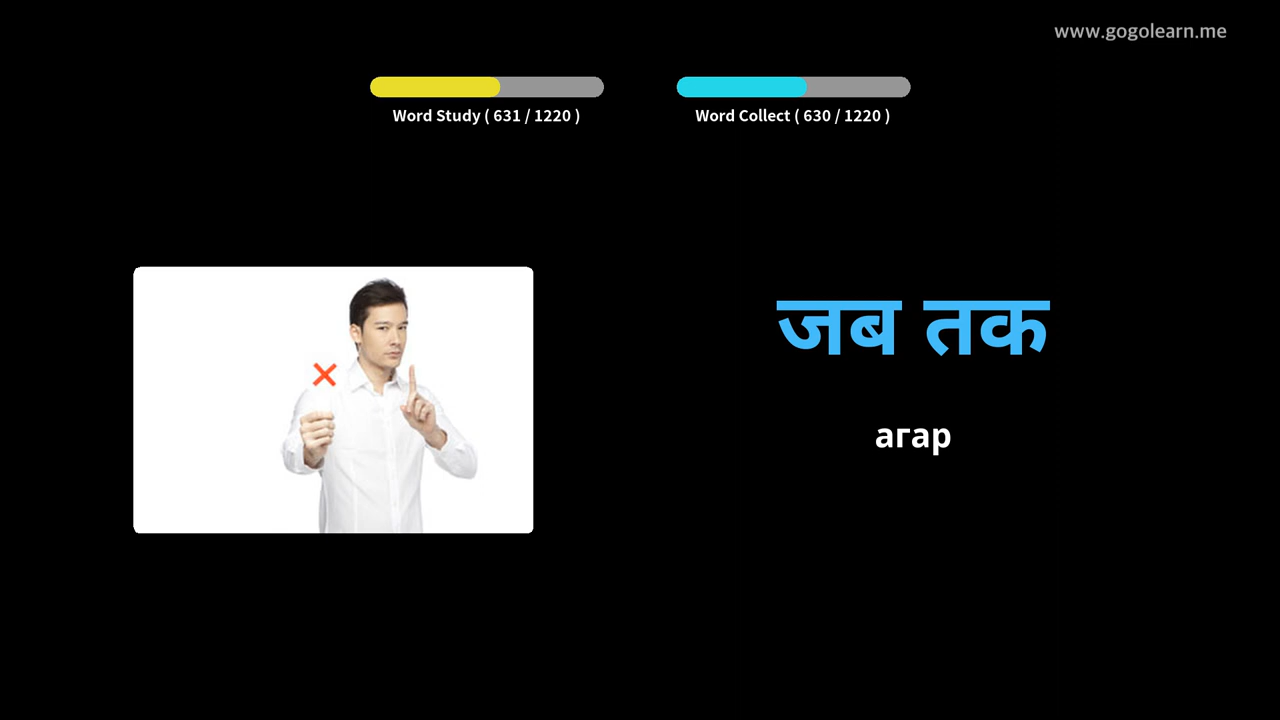 www.gogolearn.me
Word Study ( 631 / 1220 )
Word Collect ( 630 / 1220 )
जब तक
агар